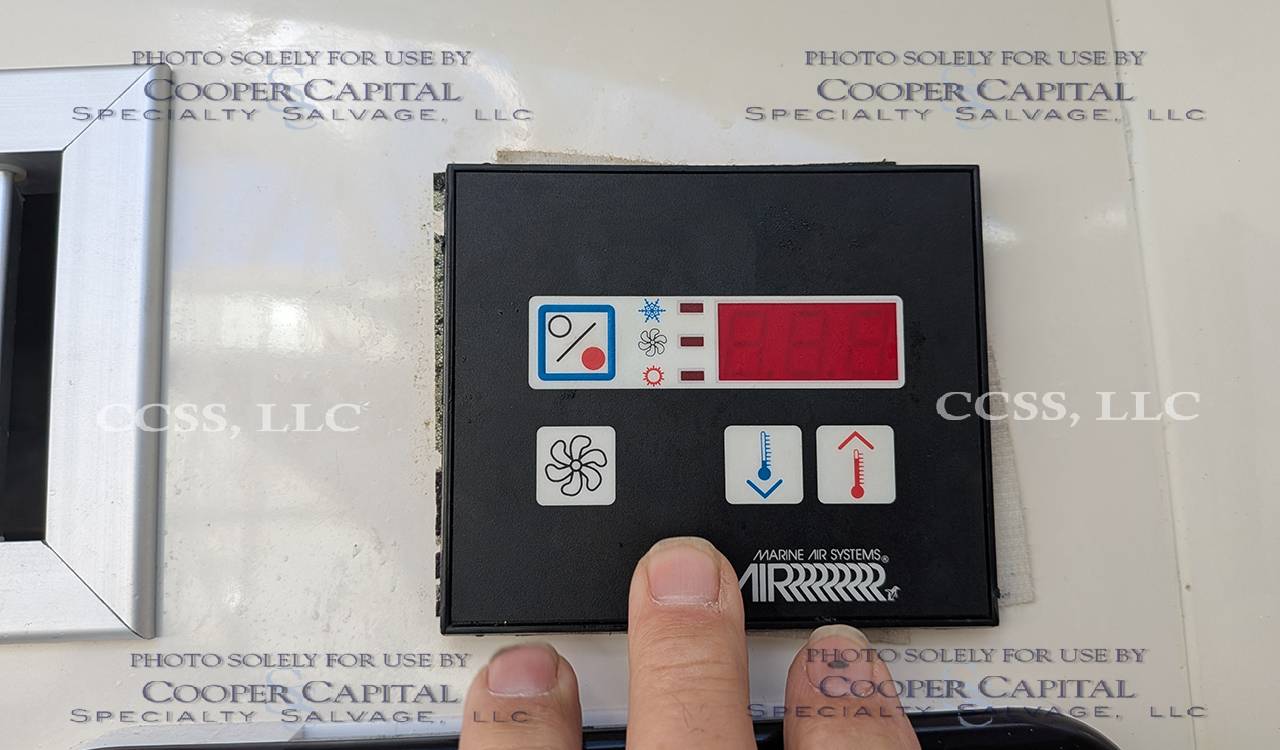 PHOTO SOLELY FOR USE BY
COOPER CAPITAL
SPECIALTY SALVAGE, LLC
PHOTO SOLELY FOR USE BY
COOPER CAPITAL
SPECIALTY SALVAGE, LLC
CCSS, LLC
CCSS, LLC
MARINE AIR SYSTEMS®
AIRRRRRRRR
PHOTO SOLELY FOR USE BY
COOPER CAPITAL
SPECIALTY SALVAGE, LLC
PHOTO SOLELY FOR USE BY
COOPER CAPITAL
SPECIALTY SALVAGE, LLC